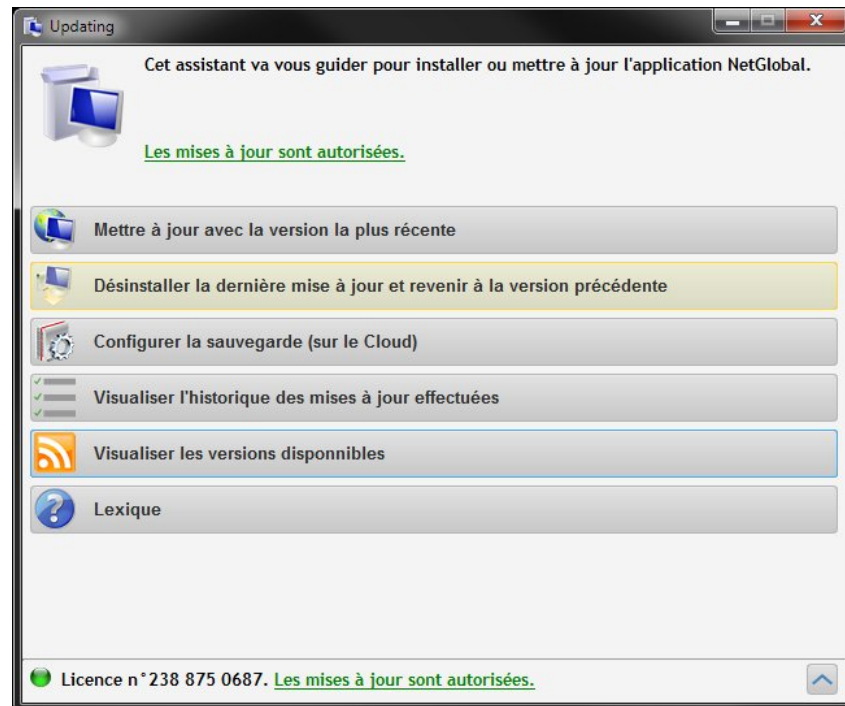 Updating
Cet assistant va vous guider pour installer ou mettre à jour l'application NetGlobal.
Les mises à jour sont autorisées.
Mettre à jour avec la version la plus récente
Désinstaller la dernière mise à jour et revenir à la version précédente
Configurer la sauvegarde (sur le Cloud)
Visualiser l'historique des mises à jour effectuées
Visualiser les versions disponnibles
Lexique
Licence n°238 875 0687. Les mises à jour sont autorisées.